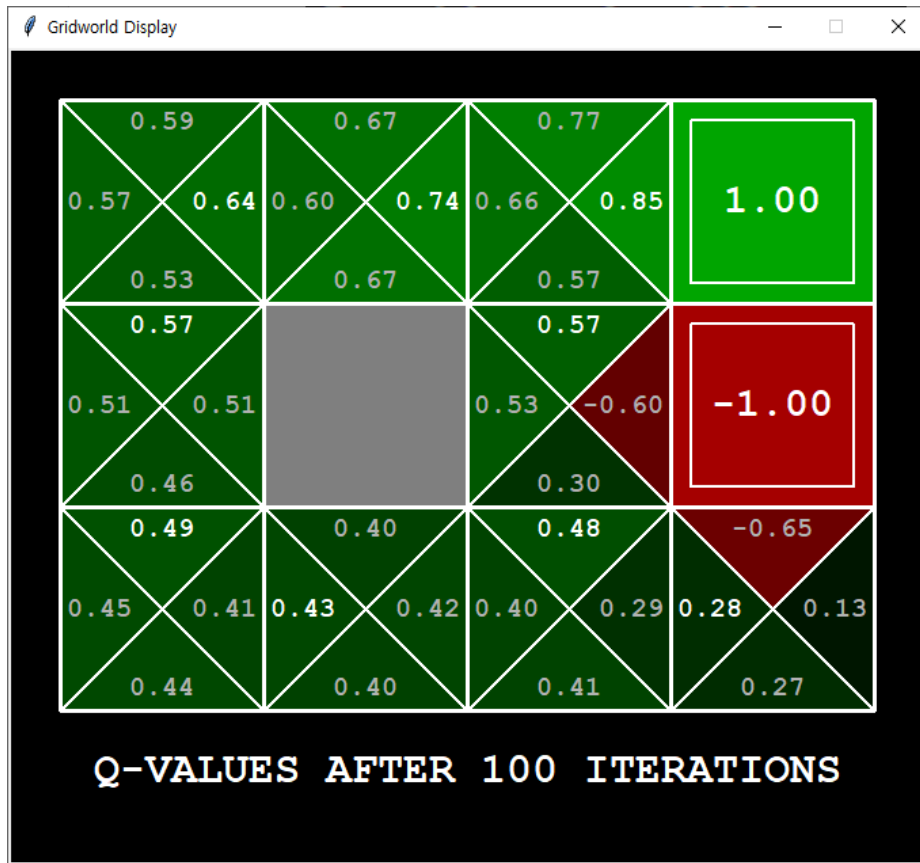 Gridworld Display
0.59 0.67 0.77
0.57 0.64 0.60 0.74 0.66 0.85 1.00
0.53 0.67 0.57
0.57 0.57
0.51 0.51 0.53 -0.60 -1.00
0.46 0.30
0.49 0.40 0.48 -0.65
0.45 0.41 0.43 0.42 0.40 0.29 0.28 0.13
0.44 0.40 0.41 0.27
Q-VALUES AFTER 100 ITERATIONS